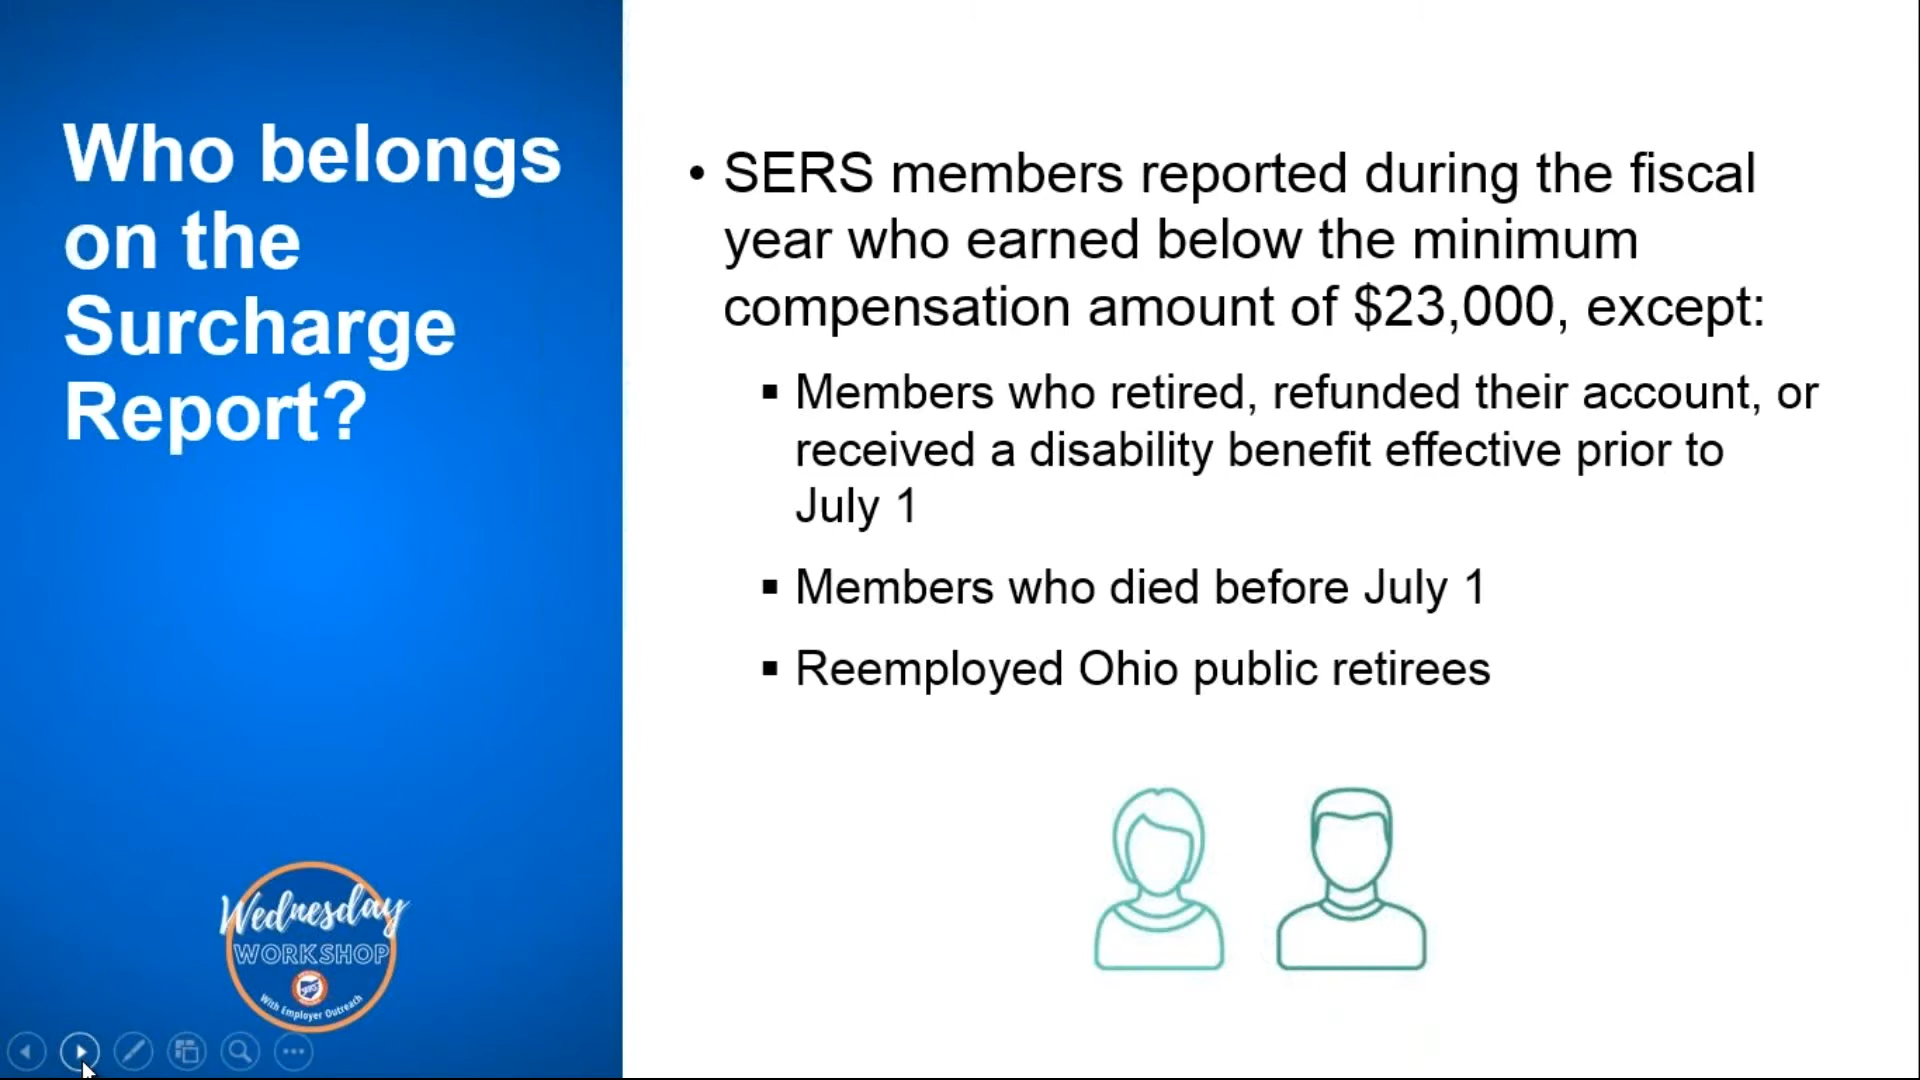 Who belongs
on the
Surcharge
Report?
• SERS members reported during the fiscal
year who earned below the minimum
compensation amount of $23,000, except:
▪ Members who retired, refunded their account, or
received a disability benefit effective prior to
July 1
▪ Members who died before July 1
▪ Reemployed Ohio public retirees
Wednesday
WORKSHOP
With Employer Outreach